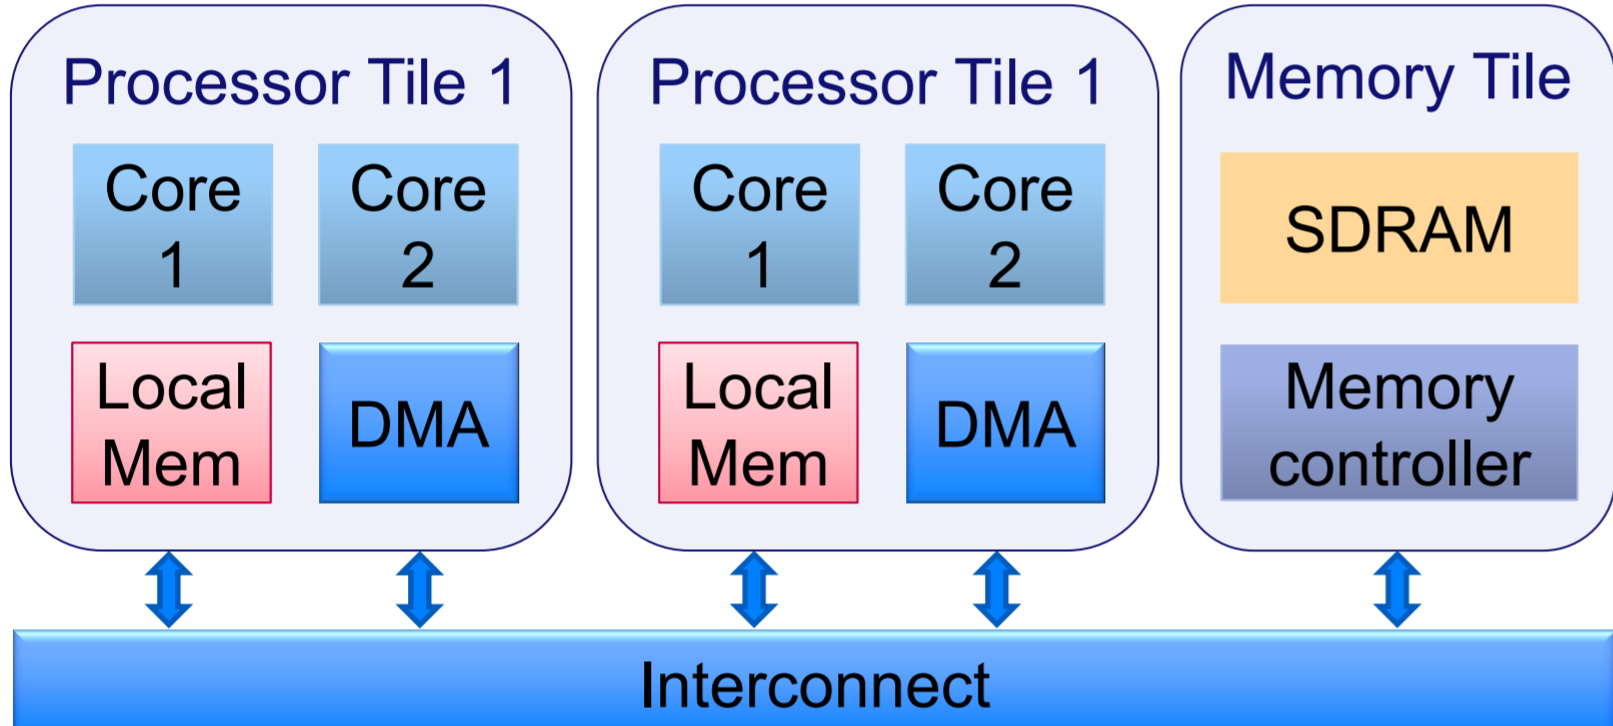 Processor Tile 1
Core
1
Core
2
Local
Mem
DMA
Processor Tile 1
Core
1
Core
2
Local
Mem
DMA
Memory Tile
SDRAM
Memory
controller
Interconnect